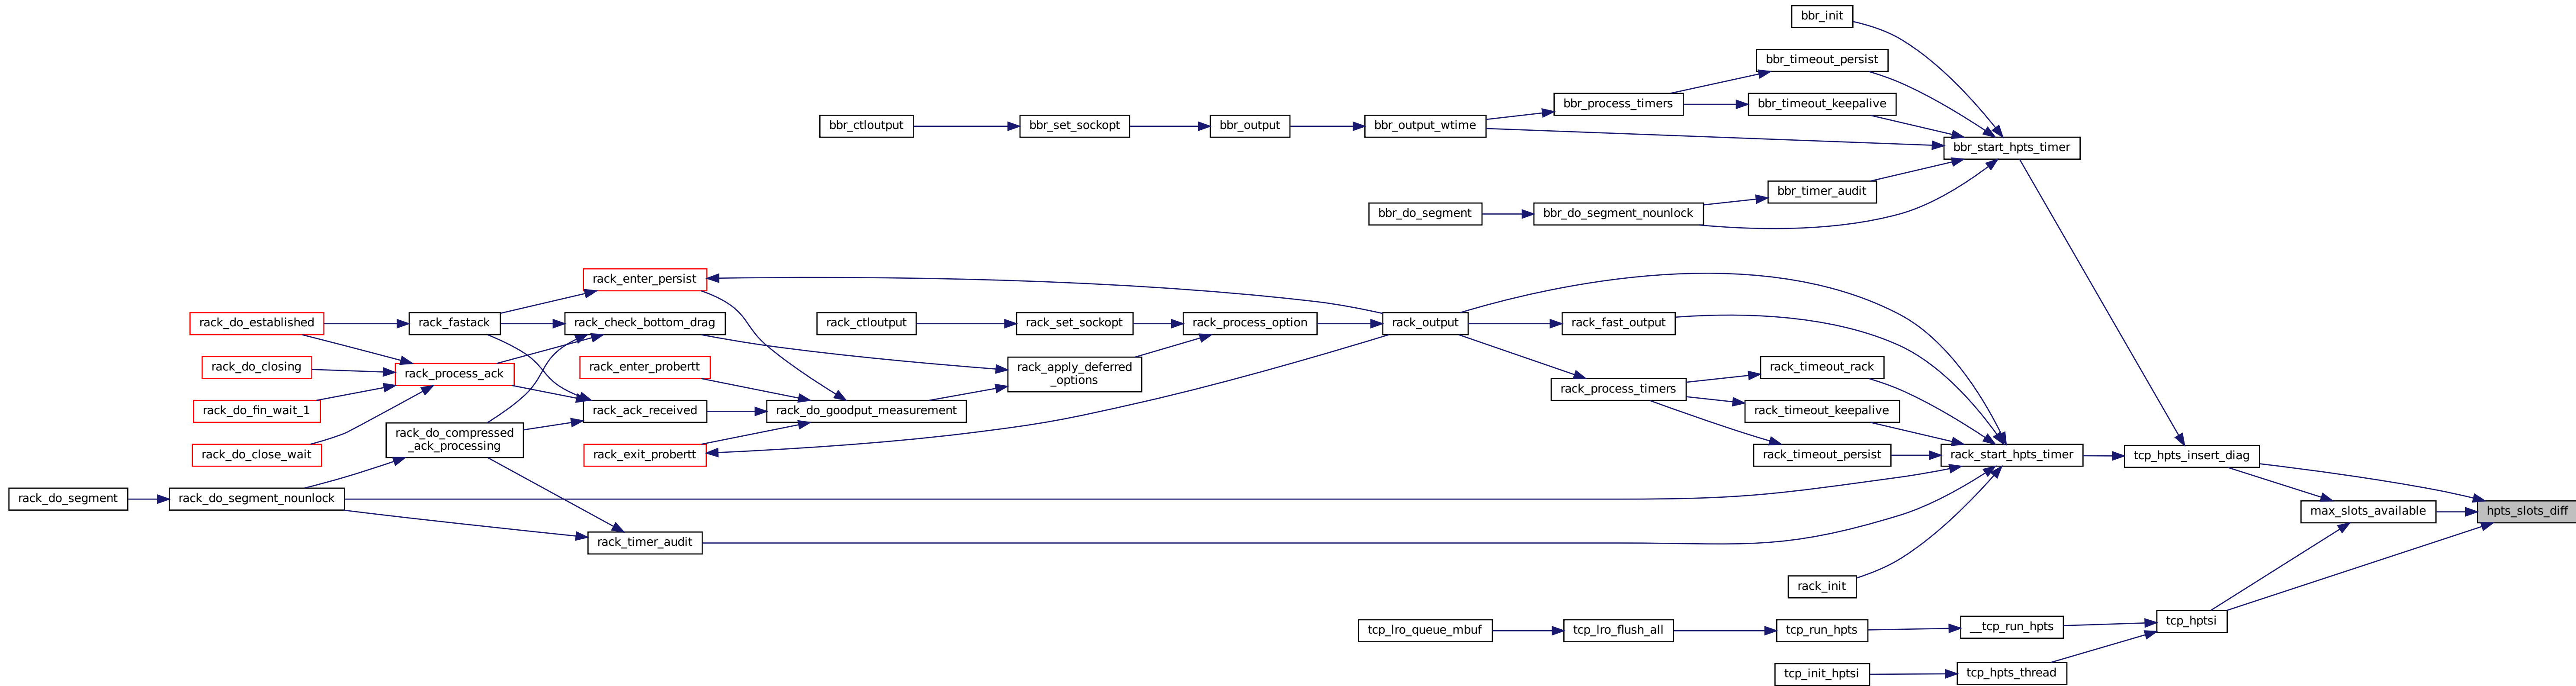 bbr_init
bbr_timeout_persist
bbr_process_timers
bbr_timeout_keepalive
bbr_ctloutput
bbr_set_sockopt
bbr_output
bbr_output_wtime
bbr_start_hpts_timer
bbr_timer_audit
bbr_do_segment
bbr_do_segment_nounlock
rack_enter_persist
rack_do_established
rack_fastack
rack_check_bottom_drag
rack_ctloutput
rack_set_sockopt
rack_process_option
rack_output
rack_fast_output
rack_do_closing
rack_process_ack
rack_enter_probertt
rack_apply_deferred
_options
rack_timeout_rack
rack_process_timers
rack_do_fin_wait_1
rack_ack_received
rack_do_goodput_measurement
rack_timeout_keepalive
rack_do_compressed
_ack_processing
rack_do_close_wait
rack_exit_probertt
rack_timeout_persist
rack_start_hpts_timer
tcp_hpts_insert_diag
rack_do_segment
rack_do_segment_nounlock
max_slots_available
hpts_slots_diff
rack_timer_audit
rack_init
tcp_lro_queue_mbuf
tcp_lro_flush_all
tcp_run_hpts
__tcp_run_hpts
tcp_hptsi
tcp_init_hptsi
tcp_hpts_thread